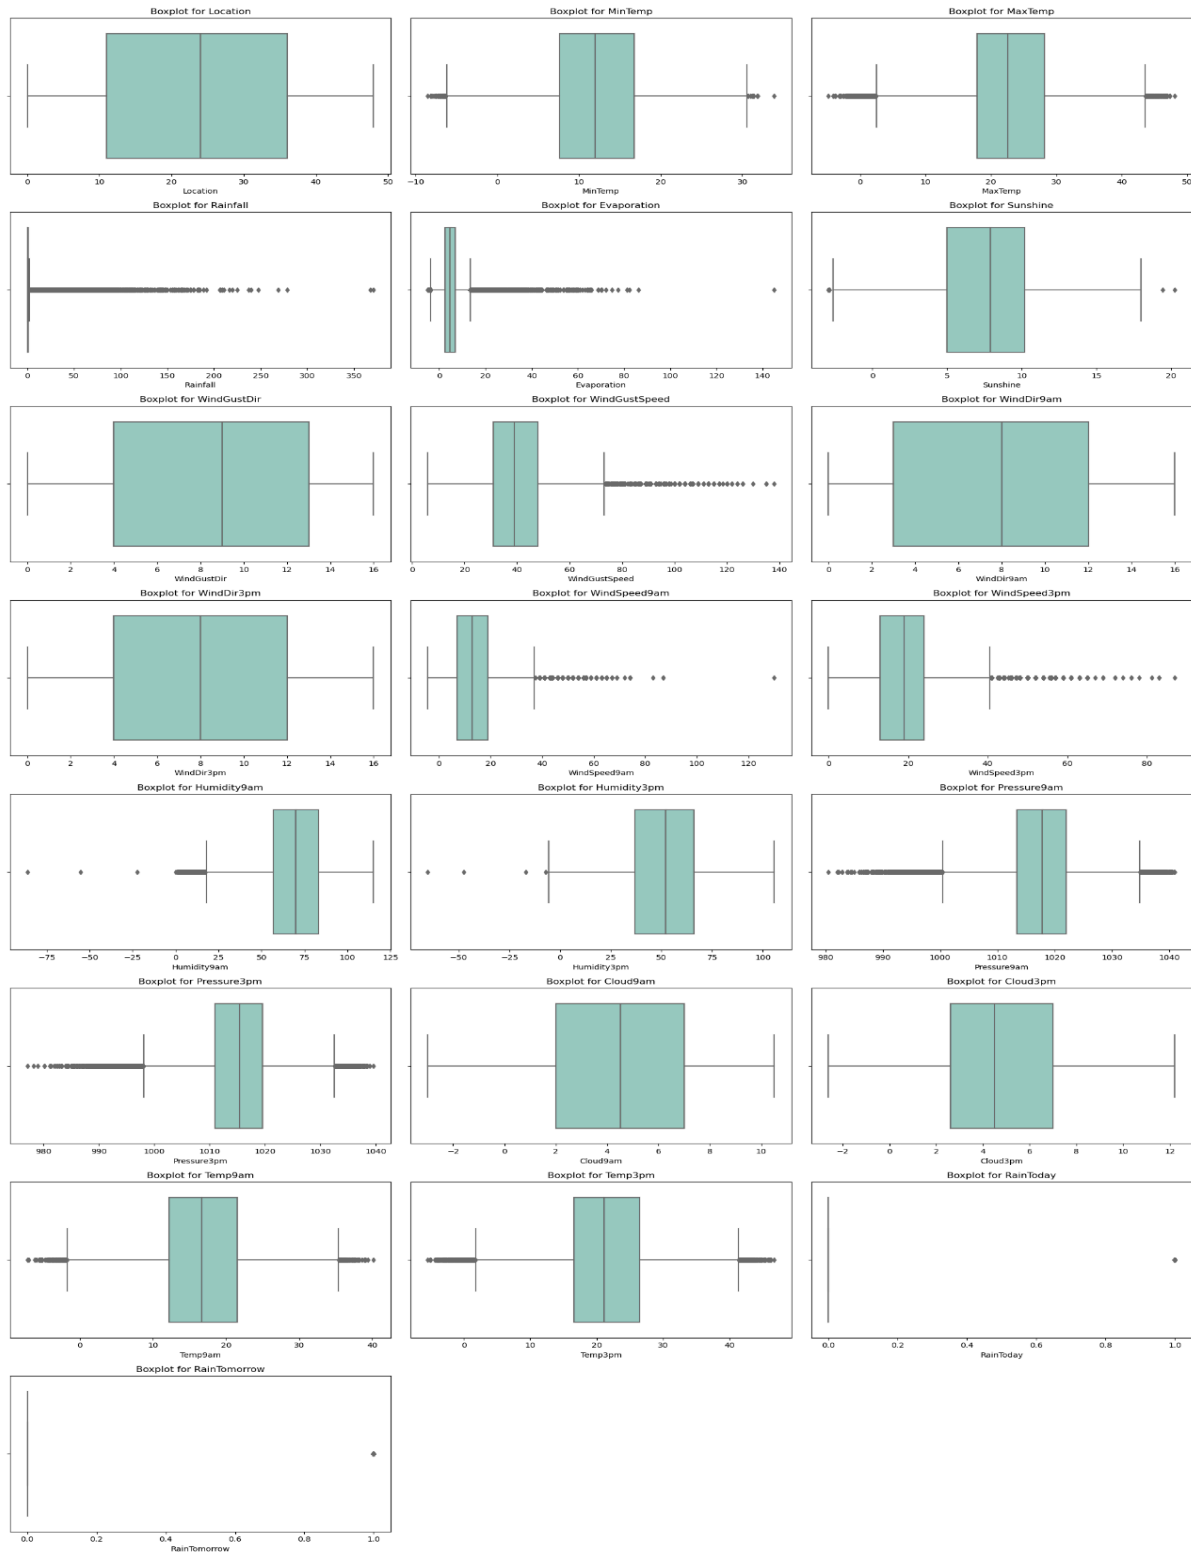 Boxplot for Location Boxplot for MinTemp Boxplot for MaxTemp
0 10 20 30 40 50 −10 0 10 20 30 0 10 20 30 40 50
Location MinTemp MaxTemp
Boxplot for Rainfall Boxplot for Evaporation Boxplot for Sunshine
0 50 100 150 200 250 300 350 0 20 40 60 80 100 120 140 0 5 10 15 20
Rainfall Evaporation Sunshine
Boxplot for WindGustDir Boxplot for WindGustSpeed Boxplot for WindDir9am
0 2 4 6 8 10 12 14 16 0 20 40 60 80 100 120 140 0 2 4 6 8 10 12 14 16
WindGustDir WindGustSpeed WindDir9am
Boxplot for WindDir3pm Boxplot for WindSpeed9am Boxplot for WindSpeed3pm
0 2 4 6 8 10 12 14 16 0 20 40 60 80 100 120 0 20 40 60 80
WindDir3pm WindSpeed9am WindSpeed3pm
Boxplot for Humidity9am Boxplot for Humidity3pm Boxplot for Pressure9am
−75 −50 −25 0 25 50 75 100 125 −50 −25 0 25 50 75 100 980 990 1000 1010 1020 1030 1040
Humidity9am Humidity3pm Pressure9am
Boxplot for Pressure3pm Boxplot for Cloud9am Boxplot for Cloud3pm
980 990 1000 1010 1020 1030 1040 −2 0 2 4 6 8 10 −2 0 2 4 6 8 10 12
Pressure3pm Cloud9am Cloud3pm
Boxplot for Temp9am Boxplot for Temp3pm Boxplot for RainToday
0 10 20 30 40 0 10 20 30 40 0.0 0.2 0.4 0.6 0.8 1.0
Temp9am Temp3pm RainToday
Boxplot for RainTomorrow
0.0 0.2 0.4 0.6 0.8 1.0
RainTomorrow